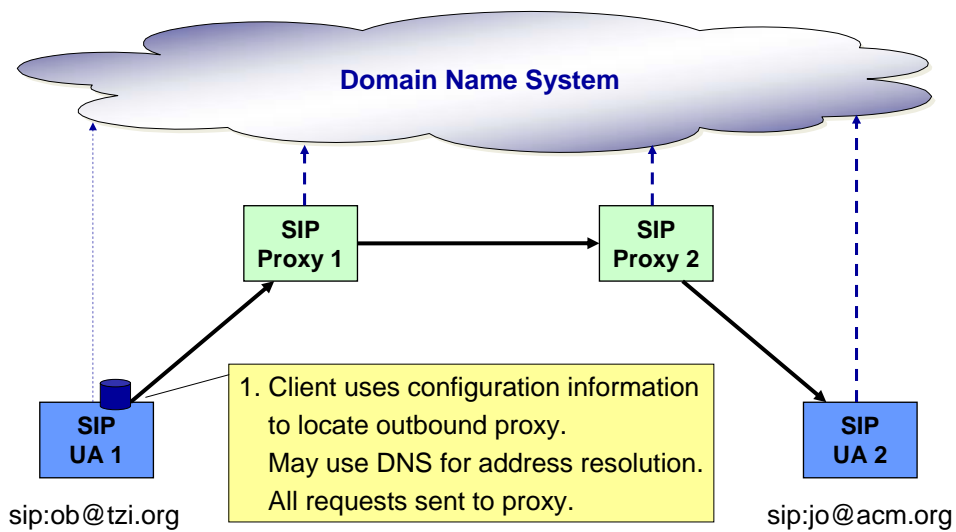 Domain Name System
SIP
Proxy 1
SIP
Proxy 2
1. Client uses configuration information
to locate outbound proxy.
May use DNS for address resolution.
All requests sent to proxy.
SIP
UA 1
SIP
UA 2
sip:ob@tzi.org
sip:jo@acm.org